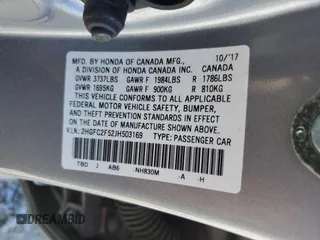 MFD. BY HONDA OF CANADA MFG., 10/'17
A DIVISION OF HONDA CANADA INC. CANADA
GVWR 3737LBS GAWR F 1984LBS R 1786LBS
GVWR 1695KG GAWR F 900KG R 810KG
THIS VEHICLE CONFORMS TO ALL APPLICABLE
FEDERAL MOTOR VEHICLE SAFETY, BUMPER,
AND THEFT PREVENTION STANDARDS IN EFFECT ON THE
DATE OF MANUFACTURE SHOWN ABOVE.
V.I.N.: 2HGFC2F52JH503169 TYPE: PASSENGER CAR
TBD J AB6 NH830M -A H
DREAMBID